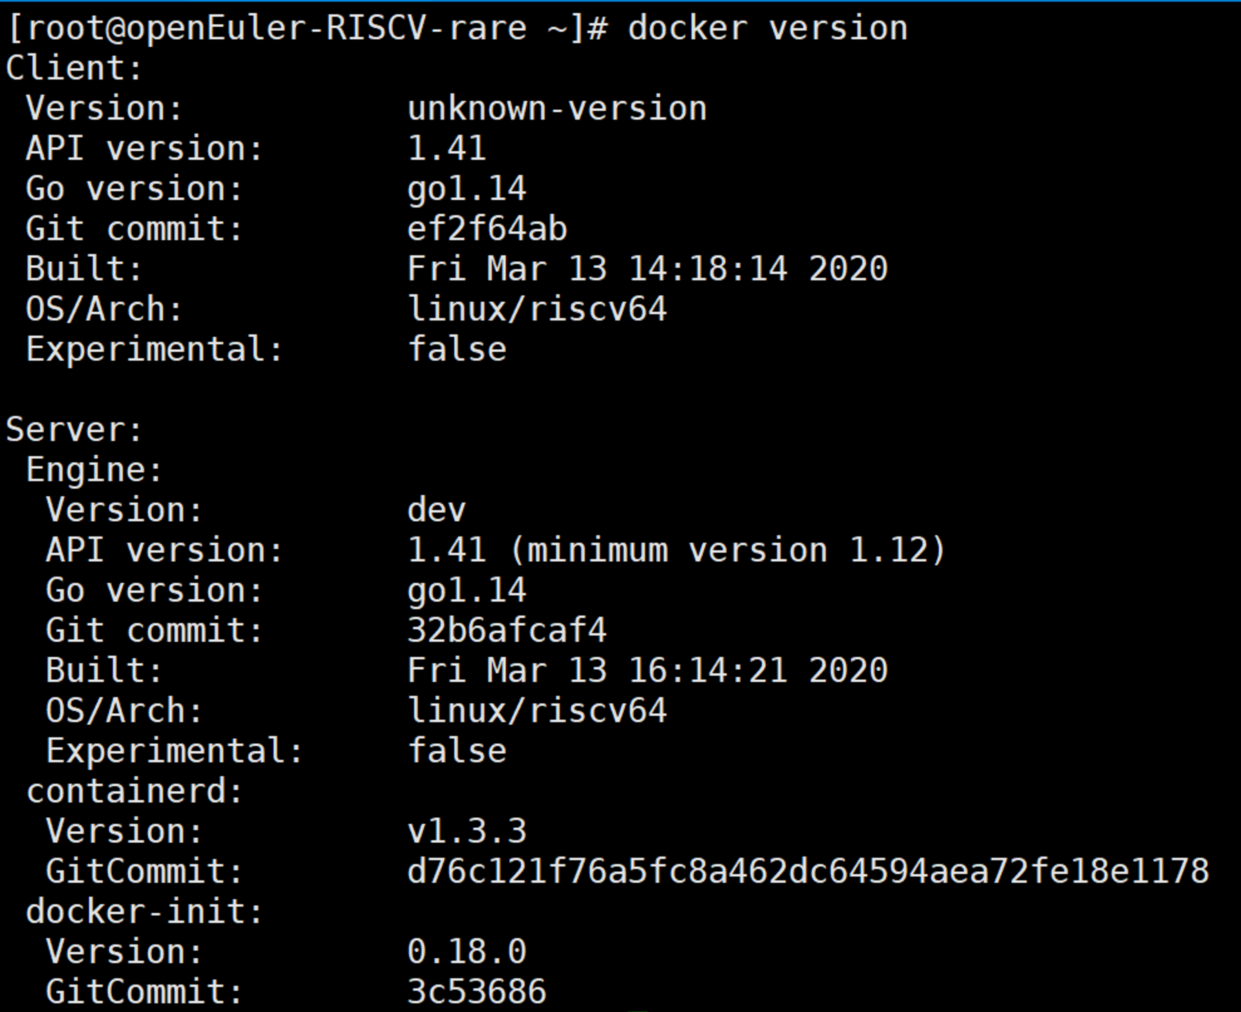 [root@openEuler-RISCV-rare ~]# docker version
Client:
 Version:           unknown-version
 API version:       1.41
 Go version:        go1.14
 Git commit:        ef2f64ab
 Built:             Fri Mar 13 14:18:14 2020
 OS/Arch:           linux/riscv64
 Experimental:      false

Server:
 Engine:
  Version:          dev
  API version:      1.41 (minimum version 1.12)
  Go version:       go1.14
  Git commit:       32b6afcaf4
  Built:            Fri Mar 13 16:14:21 2020
  OS/Arch:          linux/riscv64
  Experimental:     false
 containerd:
  Version:          v1.3.3
  GitCommit:        d76c121f76a5fc8a462dc64594aea72fe18e1178
 docker-init:
  Version:          0.18.0
  GitCommit:        3c53686